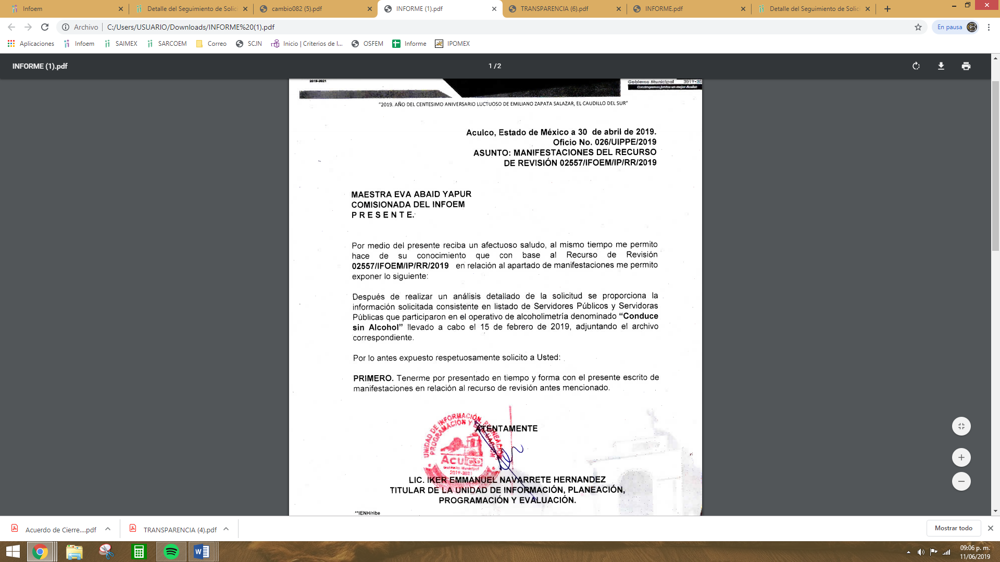 Infoem
Detalle del Seguimiento de Solic
cambio082 (5).pdf
INFORME (1).pdf
TRANSPARENCIA (6).pdf
INFORME.pdf
Detalle del Seguimiento de Solic
Archivo
C:/Users/USUARIO/Downloads/INFORME%20(1).pdf
En pausa
Aplicaciones
Infoem
SAIMEX
SARCOEM
Correo
SCJN
Inicio | Criterios de I...
OSFEM
Informe
IPOMEX
INFORME (1).pdf
1 / 2
2019-2021
Gobierno Municipal 2019-20
Construyamos juntos un mejor Aculco
"2019. AÑO DEL CENTESIMO ANIVERSARIO LUCTUOSO DE EMILIANO ZAPATA SALAZAR, EL CAUDILLO DEL SUR"
Aculco, Estado de México a 30 de abril de 2019.
Oficio No. 026/UIPPE/2019
ASUNTO: MANIFESTACIONES DEL RECURSO
DE REVISIÓN 02557/IFOEM/IP/RR/2019
MAESTRA EVA ABAID YAPUR
COMISIONADA DEL INFOEM
P R E S E N T E.
Por medio del presente reciba un afectuoso saludo, al mismo tiempo me permito
hace de su conocimiento que con base al Recurso de Revisión
02557/IFOEM/IP/RR/2019 en relación al apartado de manifestaciones me permito
exponer lo siguiente:
Después de realizar un análisis detallado de la solicitud se proporciona la
información solicitada consistente en listado de Servidores Públicos y Servidoras
Públicas que participaron en el operativo de alcoholimetría denominado “Conduce
sin Alcohol” llevado a cabo el 15 de febrero de 2019, adjuntando el archivo
correspondiente.
Por lo antes expuesto respetuosamente solicito a Usted:
PRIMERO. Tenerme por presentado en tiempo y forma con el presente escrito de
manifestaciones en relación al recurso de revisión antes mencionado.
UNIDAD DE INFORMACIÓN, PLANEACIÓN,
PROGRAMACIÓN Y EVALUACIÓN
Aculco
Gobierno Municipal
2019-2021
ATENTAMENTE
LIC. IKER EMMANUEL NAVARRETE HERNANDEZ
TITULAR DE LA UNIDAD DE INFORMACIÓN, PLANEACIÓN,
PROGRAMACIÓN Y EVALUACIÓN.
**IENH/ribe
Acuerdo de Cierre....pdf
TRANSPARENCIA (4).pdf
Mostrar todo
09:06 p. m.
11/06/2019